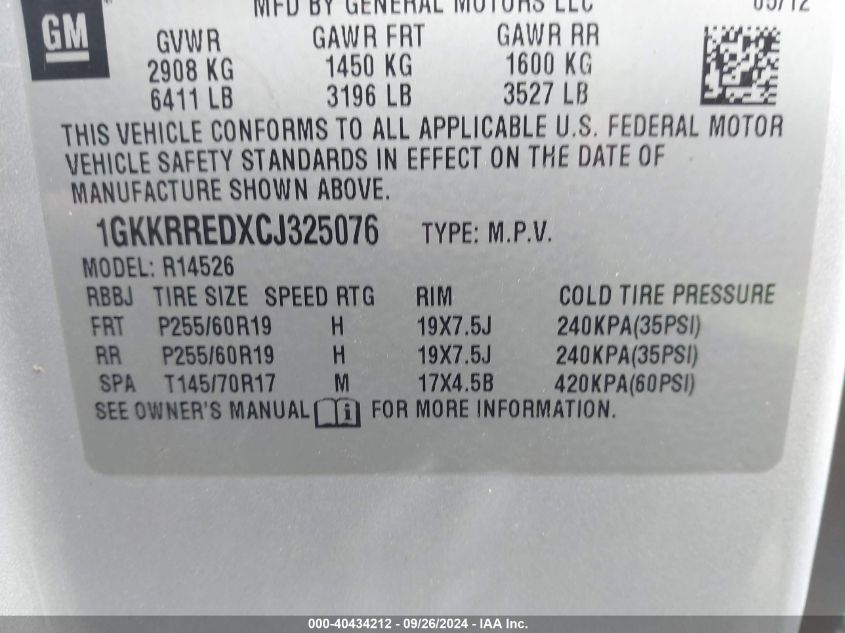 GM
MFD BY GENERAL MOTORS LLC 05/12
GVWR GAWR FRT GAWR RR
2908 KG 1450 KG 1600 KG
6411 LB 3196 LB 3527 LB
THIS VEHICLE CONFORMS TO ALL APPLICABLE U.S. FEDERAL MOTOR
VEHICLE SAFETY STANDARDS IN EFFECT ON THE DATE OF
MANUFACTURE SHOWN ABOVE.
1GKKRREDXCJ325076 TYPE: M.P.V.
MODEL: R14526
RBBJ TIRE SIZE SPEED RTG RIM COLD TIRE PRESSURE
FRT P255/60R19 H 19X7.5J 240KPA(35PSI)
RR P255/60R19 H 19X7.5J 240KPA(35PSI)
SPA T145/70R17 M 17X4.5B 420KPA(60PSI)
SEE OWNER'S MANUAL FOR MORE INFORMATION.
000-40434212 - 09/26/2024 - IAA Inc.